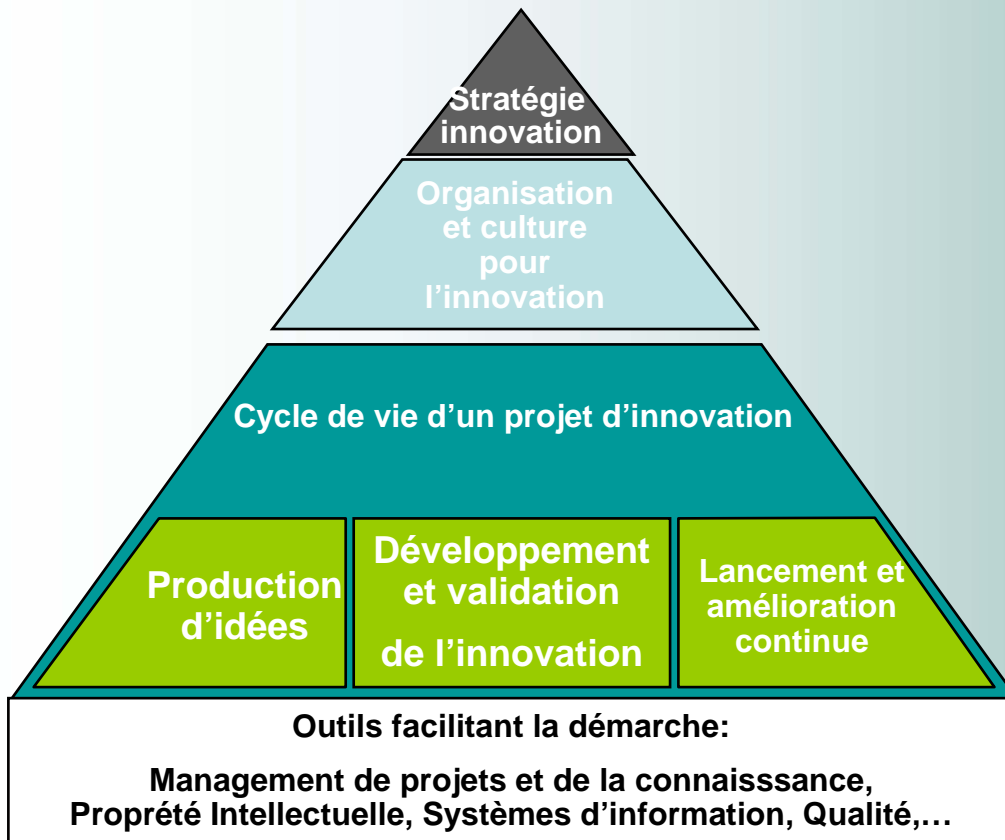 Stratégie
innovation
Organisation
et culture
pour
l’innovation
Cycle de vie d’un projet d’innovation
Production
d’idées
Développement
et validation
de l’innovation
Lancement et
amélioration
continue
Outils facilitant la démarche:
Management de projets et de la connaisssance,
Proprété Intellectuelle, Systèmes d’information, Qualité,…